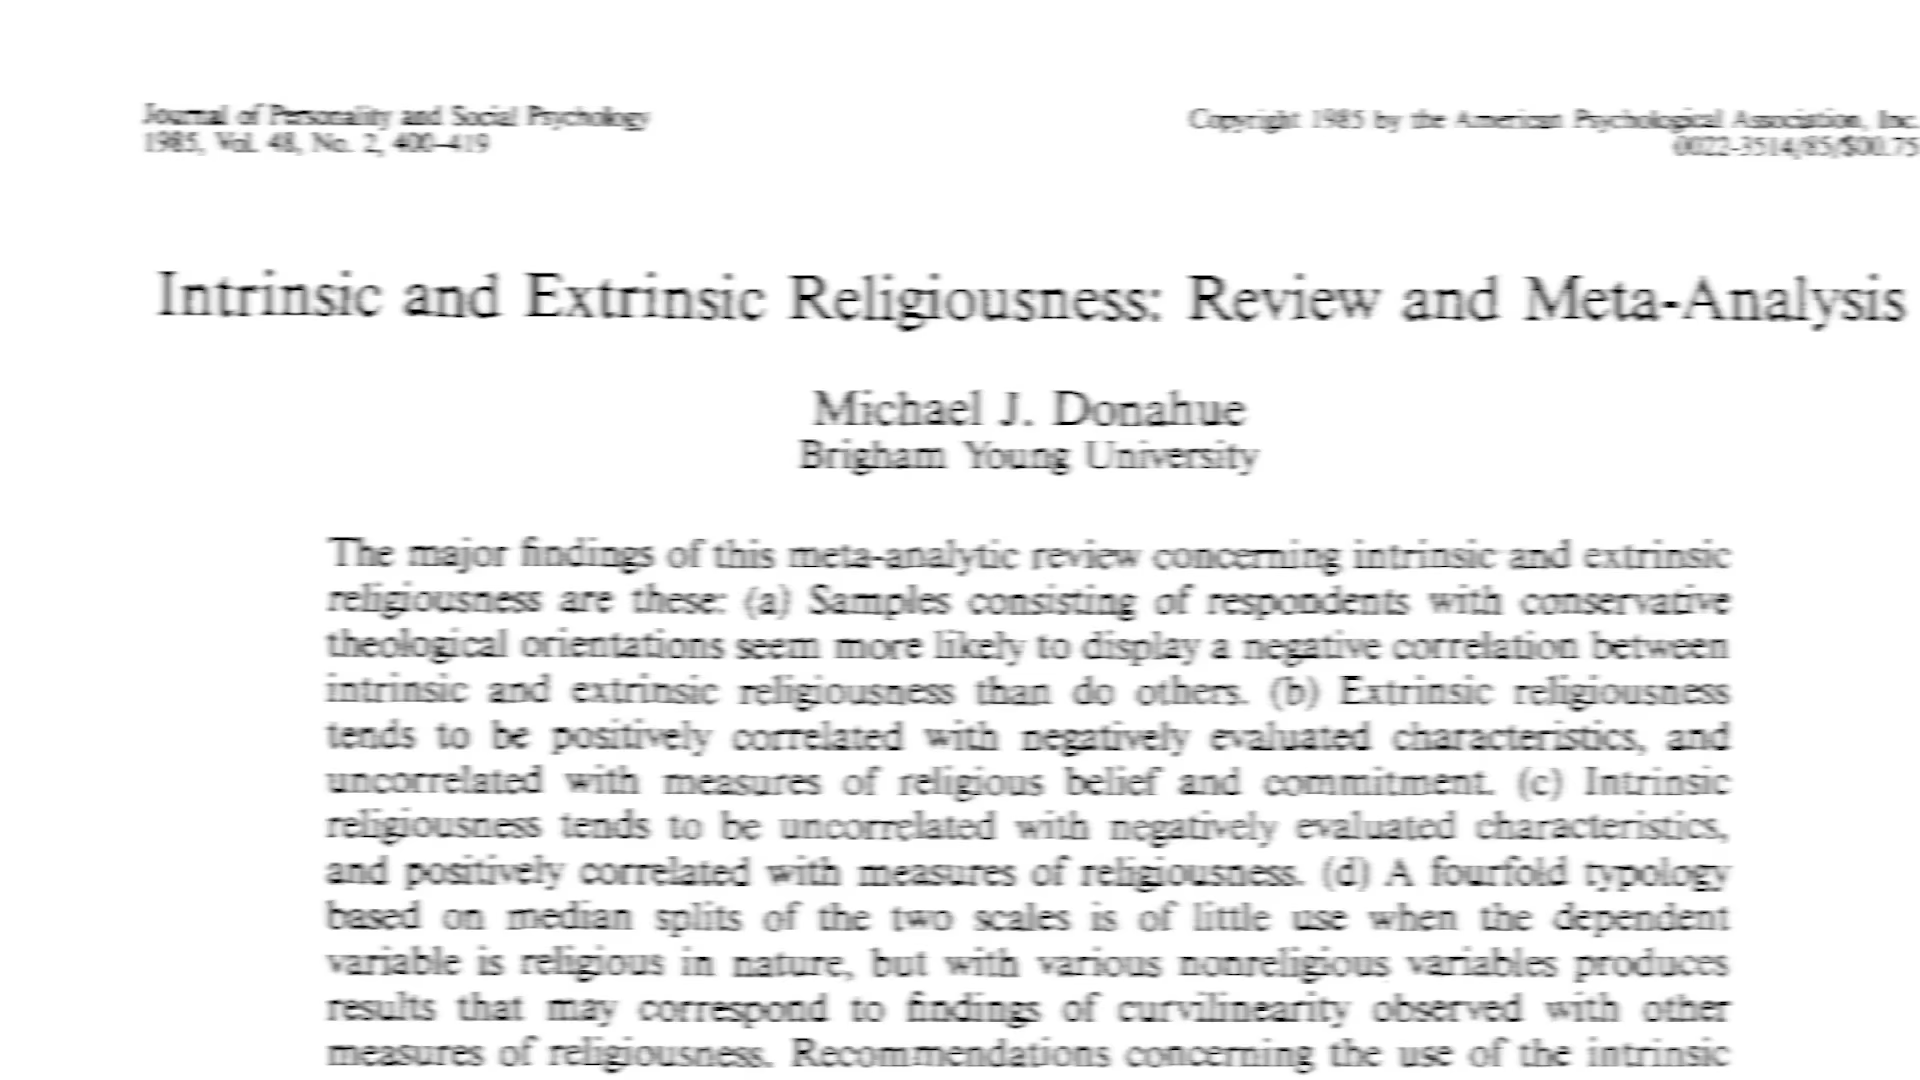 Journal of Personality and Social Psychology
1985, Vol. 48, No. 2, 400–419
Copyright 1985 by the American Psychological Association, Inc.
0022-3514/85/$00.75
Intrinsic and Extrinsic Religiousness: Review and Meta-Analysis
Michael J. Donahue
Brigham Young University
The major findings of this meta-analytic review concerning intrinsic and extrinsic
religiousness are these: (a) Samples consisting of respondents with conservative
theological orientations seem more likely to display a negative correlation between
intrinsic and extrinsic religiousness than do others. (b) Extrinsic religiousness
tends to be positively correlated with negatively evaluated characteristics, and
uncorrelated with measures of religious belief and commitment. (c) Intrinsic
religiousness tends to be uncorrelated with negatively evaluated characteristics,
and positively correlated with measures of religiousness. (d) A fourfold typology
based on median splits of the two scales is of little use when the dependent
variable is religious in nature, but with various nonreligious variables produces
results that may correspond to findings of curvilinearity observed with other
measures of religiousness. Recommendations concerning the use of the intrinsic